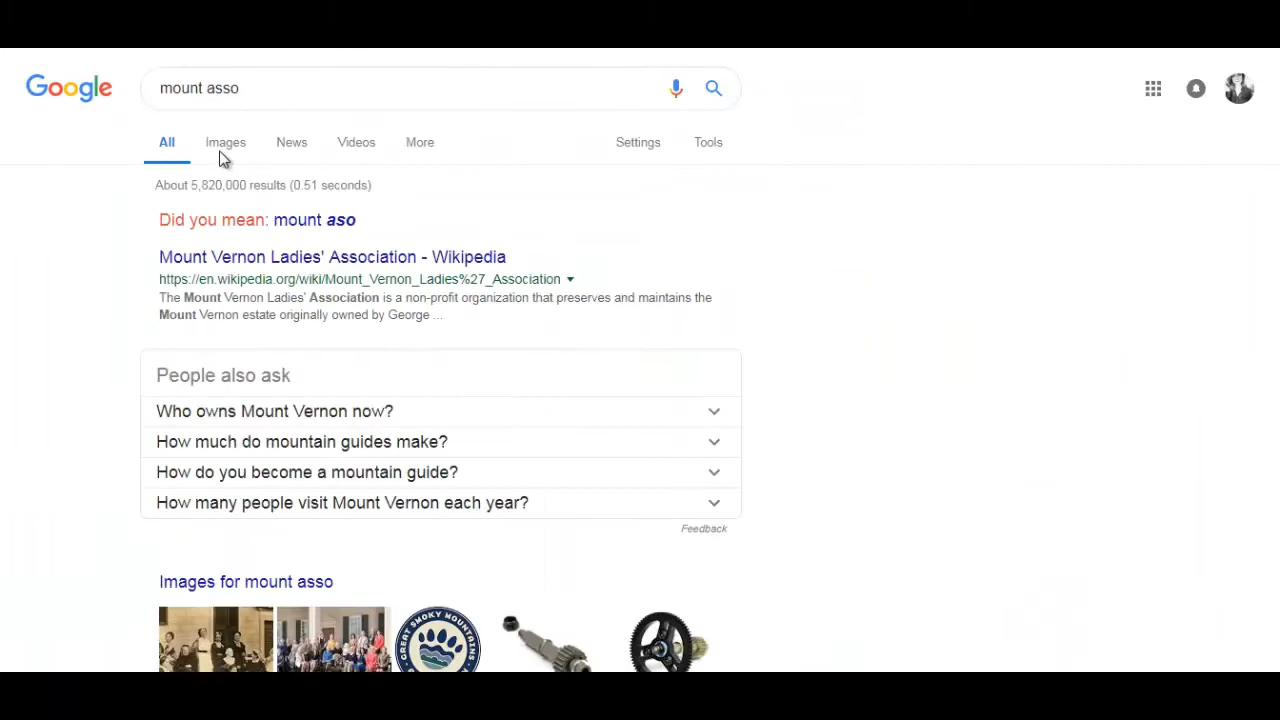 Google
mount asso
All Images News Videos More Settings Tools
About 5,820,000 results (0.51 seconds)
Did you mean: mount aso
Mount Vernon Ladies' Association - Wikipedia
https://en.wikipedia.org/wiki/Mount_Vernon_Ladies%27_Association
The Mount Vernon Ladies' Association is a non-profit organization that preserves and maintains the
Mount Vernon estate originally owned by George ...
People also ask
Who owns Mount Vernon now?
How much do mountain guides make?
How do you become a mountain guide?
How many people visit Mount Vernon each year?
Feedback
Images for mount asso
GREAT SMOKY MOUNTAINS